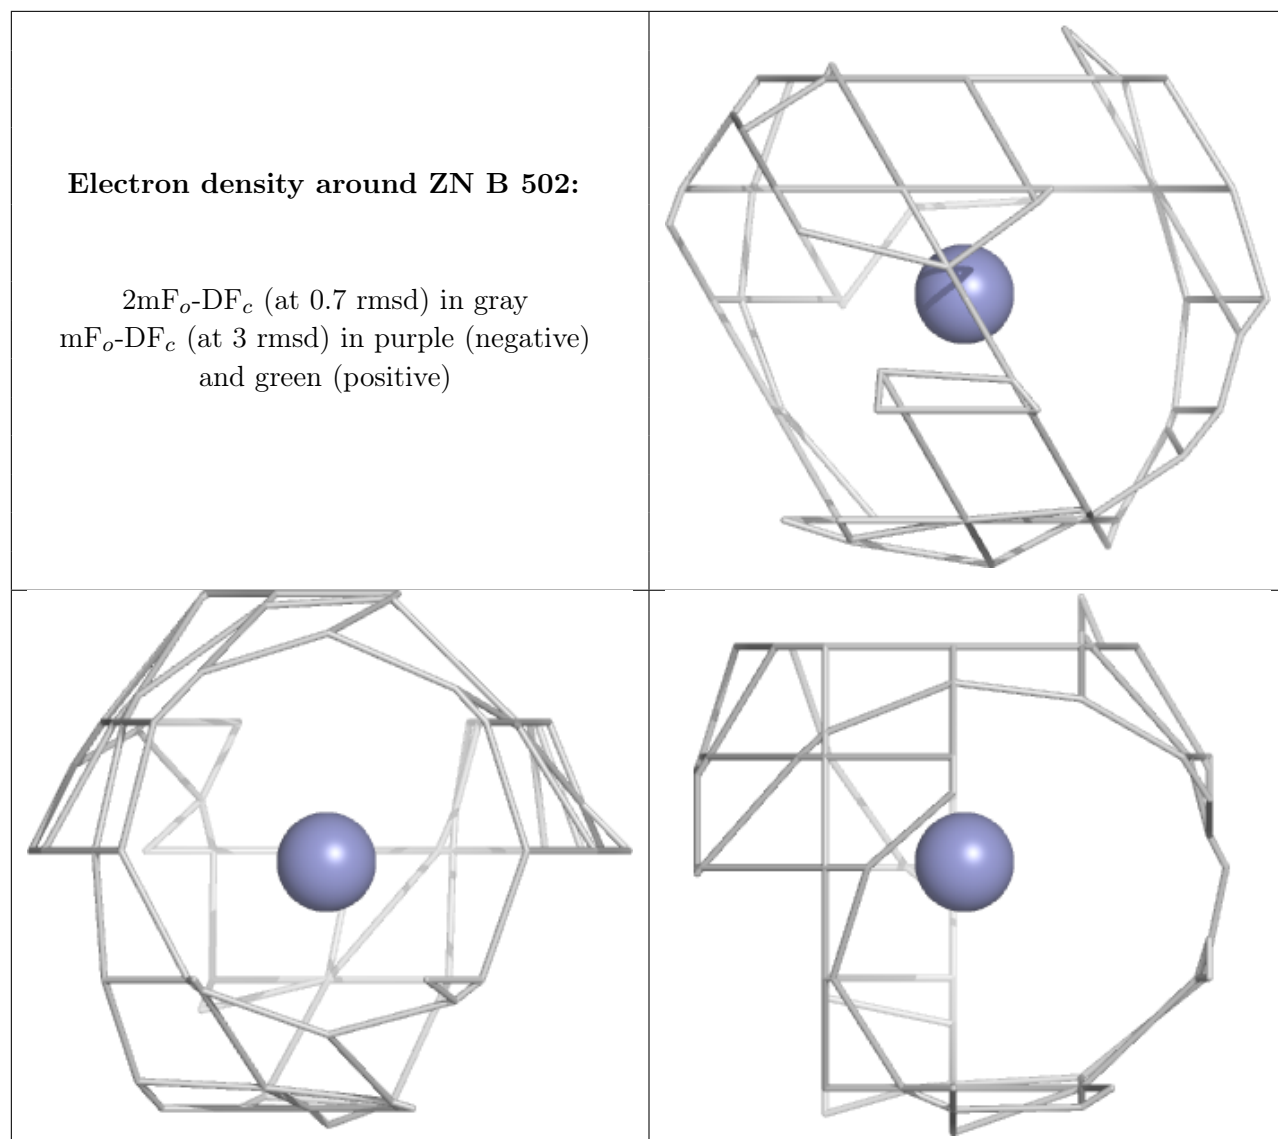 Electron density around ZN B 502:
2mFo-DFc (at 0.7 rmsd) in gray
mFo-DFc (at 3 rmsd) in purple (negative)
and green (positive)